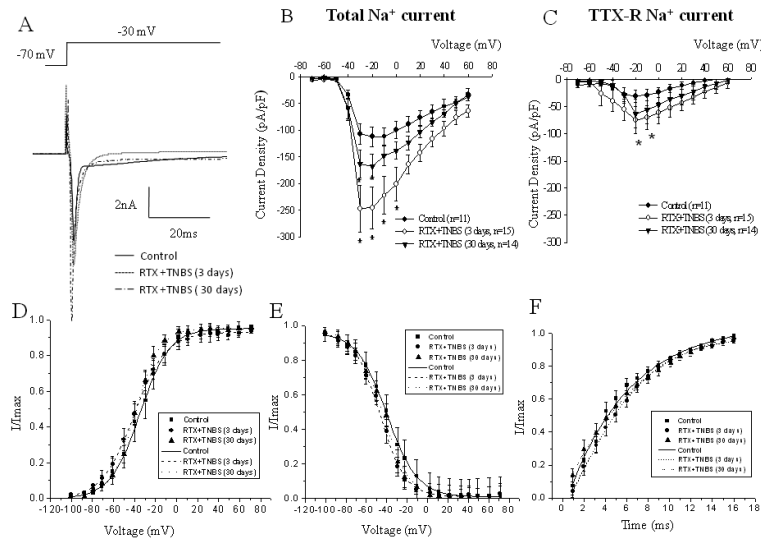 A
-30 mV
-70 mV
2nA
20ms
Control
RTX+TNBS (3 days)
RTX+TNBS (30 days)
B
Total Na⁺ current
Voltage (mV)
-80 -60 -40 -20 0 20 40 60 80
0
-50
-100
-150
-200
-250
-300
Current Density (pA/pF)
* * * *
Control (n=11)
RTX+TNBS (3 days, n=15)
RTX+TNBS (30 days, n=14)
C
TTX-R Na⁺ current
Voltage (mV)
-80 -60 -40 -20 0 20 40 60 80
0
-50
-100
-150
-200
-250
-300
Current Density (pA/pF)
* *
Control (n=11)
RTX+TNBS (3 days, n=15)
RTX+TNBS (30 days, n=14)
D
1.0
0.8
0.6
0.4
0.2
0.0
I/Imax
Control
RTX+TNBS (3 days)
RTX+TNBS (30 days)
Control
RTX+TNBS (3 days)
RTX+TNBS (30 days)
-120 -100 -80 -60 -40 -20 0 20 40 60 80
Voltage (mV)
E
1.0
0.8
0.6
0.4
0.2
0.0
I/Imax
Control
RTX+TNBS (3 days)
RTX+TNBS (30 days)
Control
RTX+TNBS (3 days)
RTX+TNBS (30 days)
-120 -100 -80 -60 -40 -20 0 20 40 60 80
Voltage (mV)
F
1.0
0.8
0.6
0.4
0.2
0.0
I/Imax
Control
RTX+TNBS (3 days)
RTX+TNBS (30 days)
Control
RTX+TNBS (3 days)
RTX+TNBS (30 days)
0 2 4 6 8 10 12 14 16 18
Time (ms)